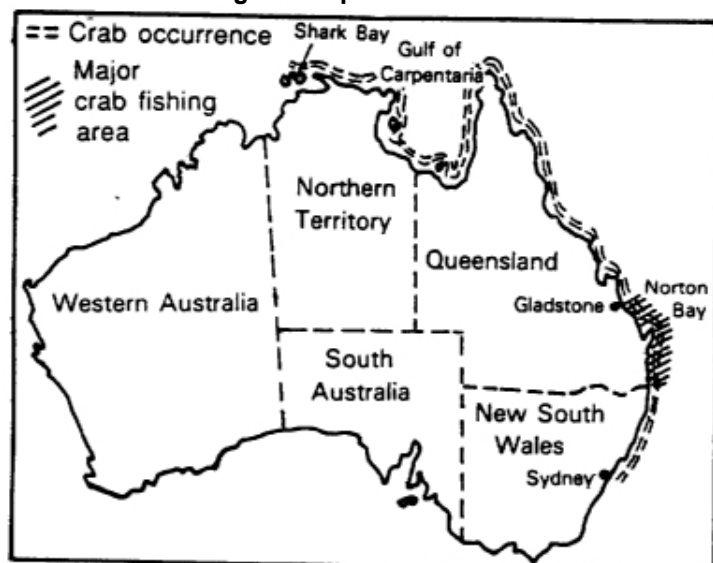 Crab occurrence
Major
crab fishing
area
Shark Bay
Gulf of
Carpentaria
Northern
Territory
Queensland
Western Australia
Gladstone
Norton
Bay
South
Australia
New South
Wales
Sydney